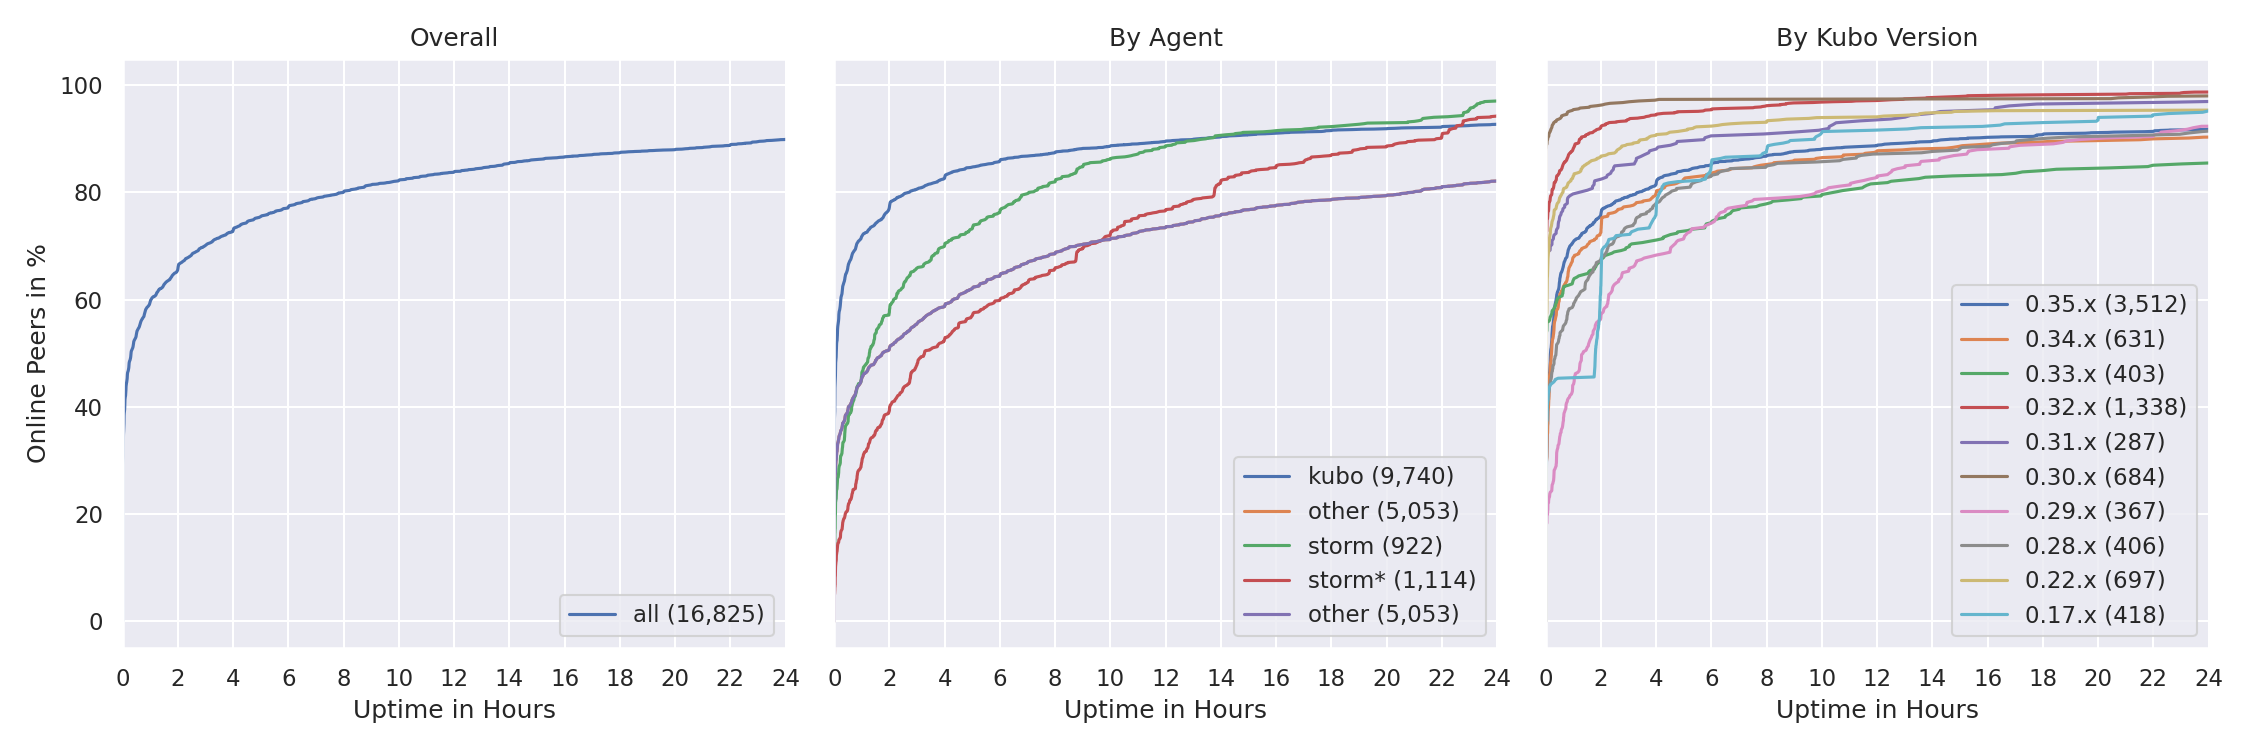 Overall
By Agent
By Kubo Version
Online Peers in %
100
80
60
40
20
0
all (16,825)
kubo (9,740)
other (5,053)
storm (922)
storm* (1,114)
other (5,053)
0.35.x (3,512)
0.34.x (631)
0.33.x (403)
0.32.x (1,338)
0.31.x (287)
0.30.x (684)
0.29.x (367)
0.28.x (406)
0.22.x (697)
0.17.x (418)
0 2 4 6 8 10 12 14 16 18 20 22 24
0 2 4 6 8 10 12 14 16 18 20 22 24
0 2 4 6 8 10 12 14 16 18 20 22 24
Uptime in Hours
Uptime in Hours
Uptime in Hours